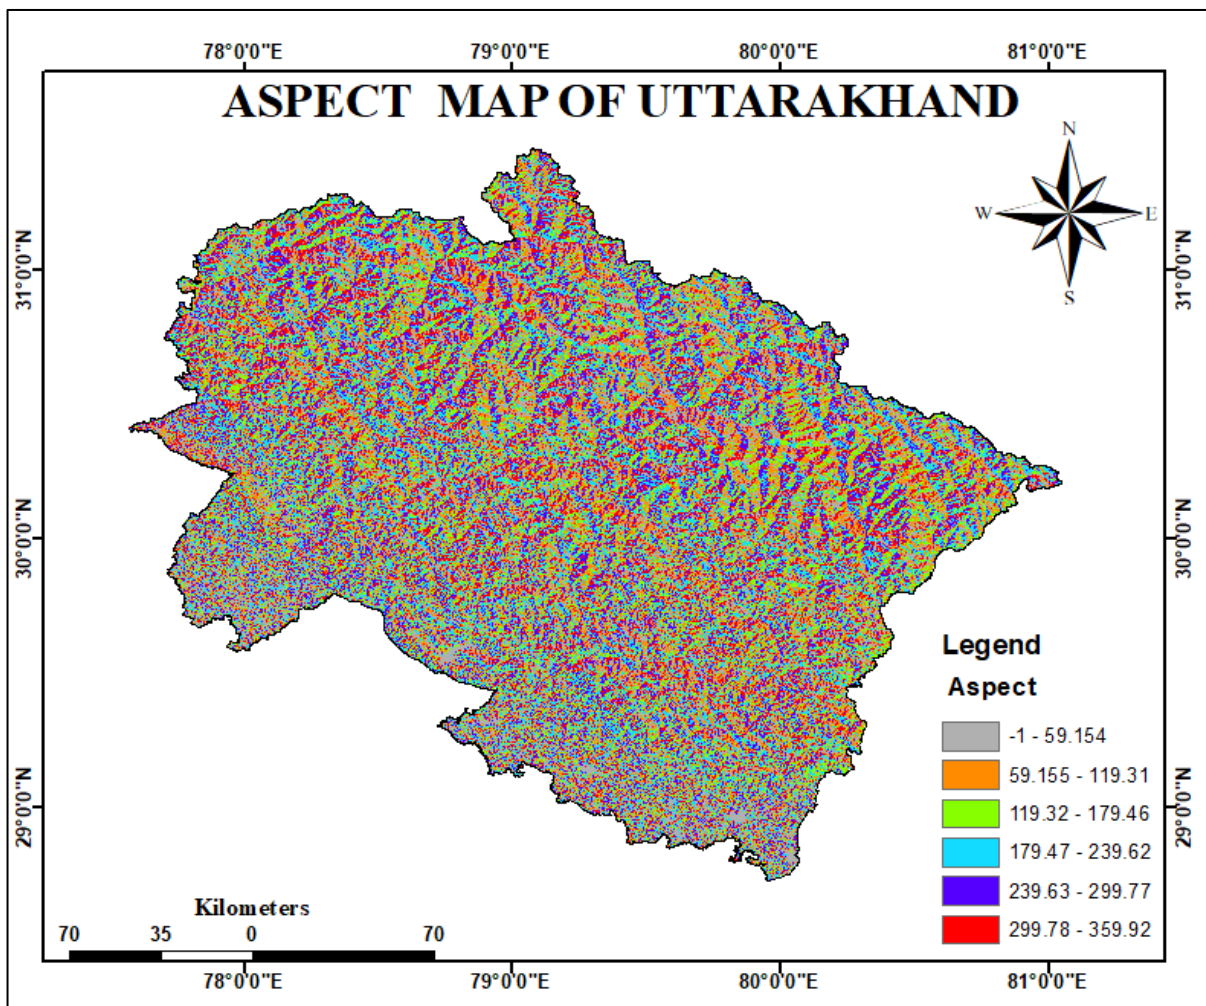 78°0'0"E 79°0'0"E 80°0'0"E 81°0'0"E
ASPECT MAP OF UTTARAKHAND
N
W E
S
31°0'0"N 31°0'0"N
30°0'0"N 30°0'0"N
Legend
Aspect
-1 - 59.154
59.155 - 119.31
29°0'0"N 29°0'0"N
119.32 - 179.46
179.47 - 239.62
239.63 - 299.77
299.78 - 359.92
Kilometers
70 35 0 70
78°0'0"E 79°0'0"E 80°0'0"E 81°0'0"E